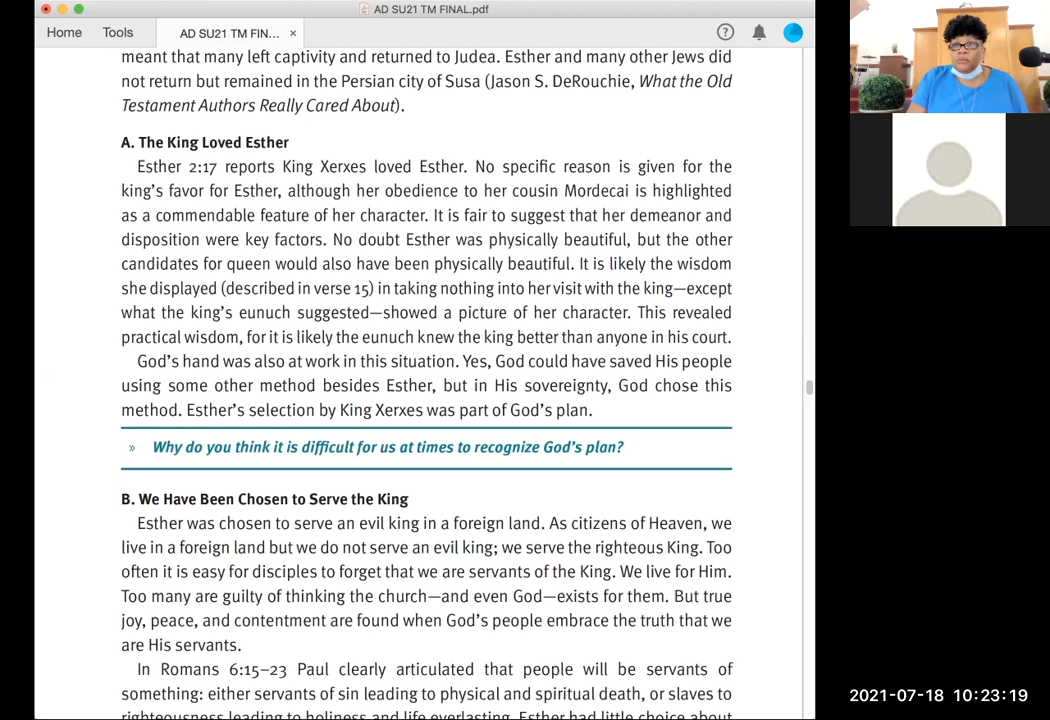 AD SU21 TM FINAL.pdf
Home Tools AD SU21 TM FIN... × ?
meant that many left captivity and returned to Judea. Esther and many other Jews did
not return but remained in the Persian city of Susa (Jason S. DeRouchie, What the Old
Testament Authors Really Cared About).
A. The King Loved Esther
Esther 2:17 reports King Xerxes loved Esther. No specific reason is given for the
king's favor for Esther, although her obedience to her cousin Mordecai is highlighted
as a commendable feature of her character. It is fair to suggest that her demeanor and
disposition were key factors. No doubt Esther was physically beautiful, but the other
candidates for queen would also have been physically beautiful. It is likely the wisdom
she displayed (described in verse 15) in taking nothing into her visit with the king—except
what the king's eunuch suggested—showed a picture of her character. This revealed
practical wisdom, for it is likely the eunuch knew the king better than anyone in his court.
God's hand was also at work in this situation. Yes, God could have saved His people
using some other method besides Esther, but in His sovereignty, God chose this
method. Esther's selection by King Xerxes was part of God's plan.
» Why do you think it is difficult for us at times to recognize God's plan?
B. We Have Been Chosen to Serve the King
Esther was chosen to serve an evil king in a foreign land. As citizens of Heaven, we
live in a foreign land but we do not serve an evil king; we serve the righteous King. Too
often it is easy for disciples to forget that we are servants of the King. We live for Him.
Too many are guilty of thinking the church—and even God—exists for them. But true
joy, peace, and contentment are found when God's people embrace the truth that we
are His servants.
In Romans 6:15–23 Paul clearly articulated that people will be servants of
something: either servants of sin leading to physical and spiritual death, or slaves to
righteousness leading to holiness and life everlasting. Esther had little choice about
2021-07-18 10:23:19